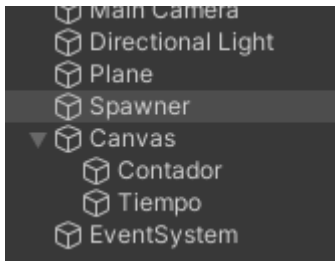 Main Camera
Directional Light
Plane
Spawner
Canvas
Contador
Tiempo
EventSystem